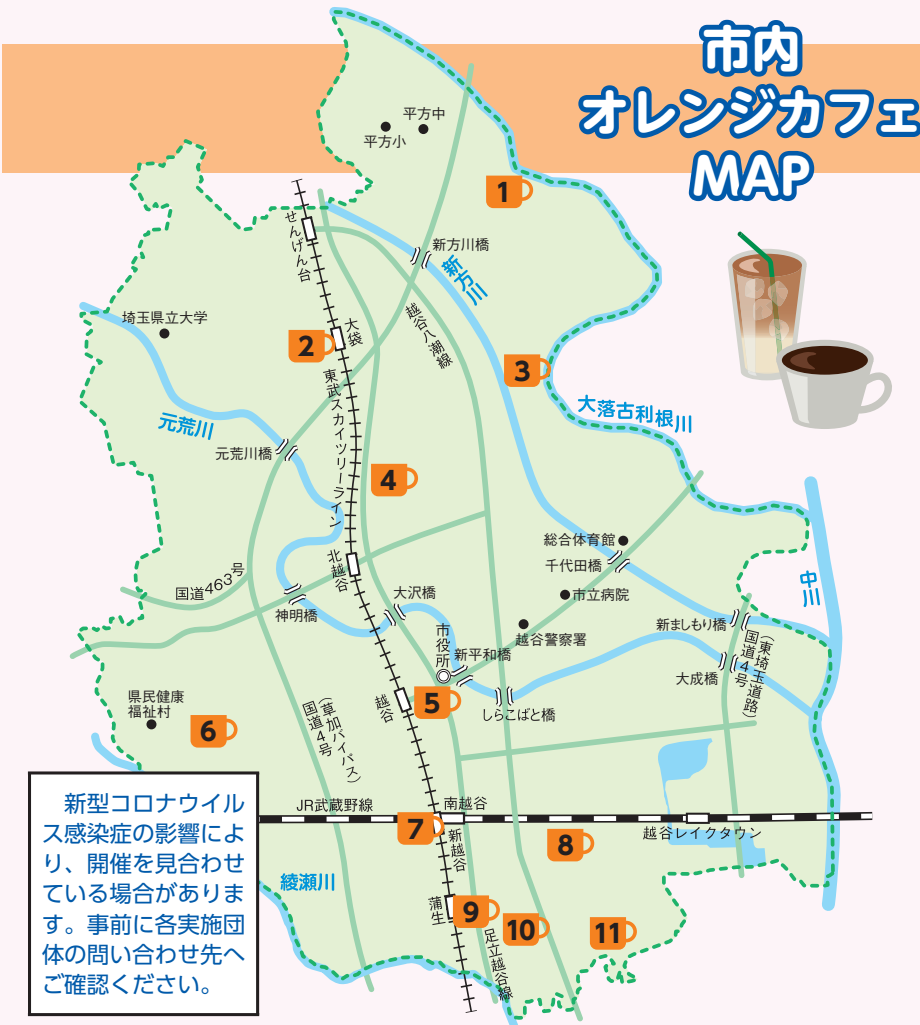 市内
オレンジカフェ
MAP
平方中
平方小
1
せんげん台
新方川橋
新方川
埼玉県立大学
越谷八潮線
大袋
2
3
東武スカイツリーライン
大落古利根川
元荒川
元荒川橋
4
総合体育館
千代田橋
北越谷
国道463号
市立病院
中川
神明橋
大沢橋
新ましもり橋
越谷警察署
市役所
新平和橋
国道4号
(東埼玉道路)
大成橋
県民健康
福祉村
越谷
5
しらこばと橋
6
国道4号
(草加バイパス)
新型コロナウイル
ス感染症の影響によ
り、開催を見合わせ
ている場合がありま
す。事前に各実施団
体の問い合わせ先へ
ご確認ください。
JR武蔵野線
南越谷
7
新越谷
8
越谷レイクタウン
綾瀬川
蒲生
9
10
11
足立越谷線